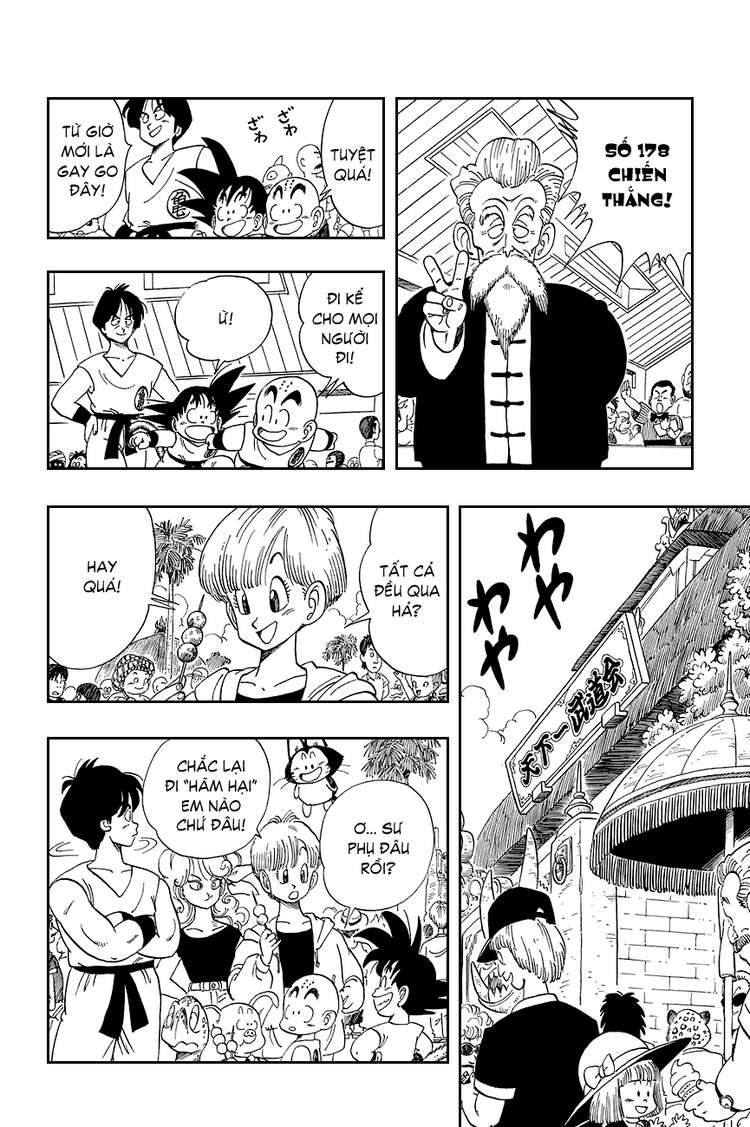 SỐ 178
CHIẾN
THẮNG!
TUYỆT
QUÁ!
ざわ
ざわ
TỪ GIỜ
MỚI LÀ
GAY GO
ĐÂY!
ĐI KỂ
CHO MỌI
NGƯỜI
ĐI!
Ừ!
わや
わや
天下一武道会
TẤT CẢ
ĐỀU QUA
HẢ?
HAY
QUÁ!
Ơ... SƯ
PHỤ ĐÂU
RỒI?
CHẮC LẠI
ĐI "HÂM HẠI"
EM NÀO
CHỨ ĐÂU!